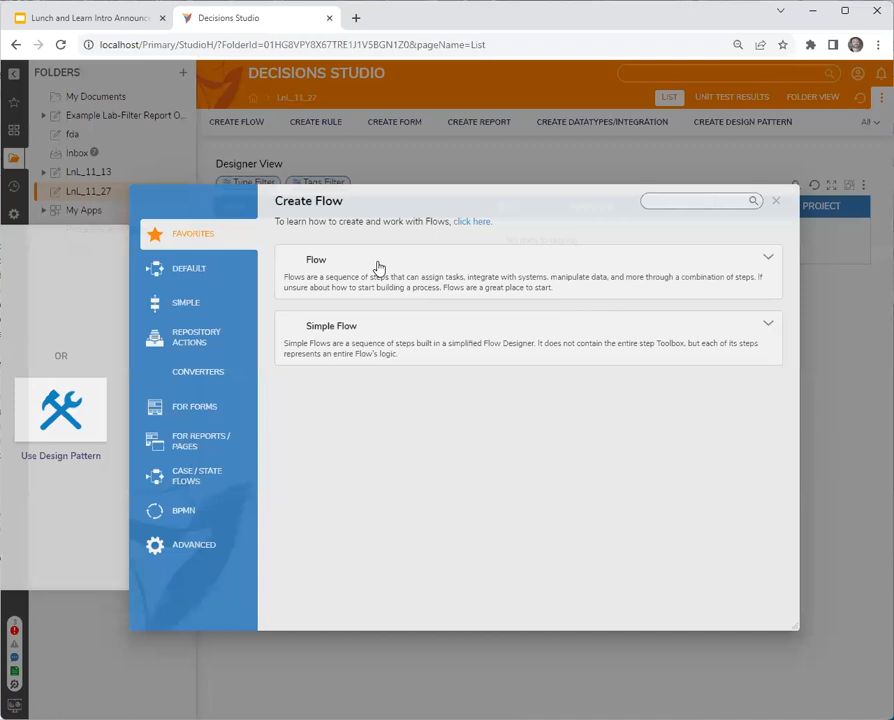 Lunch and Learn Intro Announc
Decisions Studio
localhost/Primary/StudioH/?FolderId=01HG8VPY8X67TRE1J1V5BGN1Z0&pageName=List
FOLDERS
DECISIONS STUDIO
My Documents
LnL_11_27
LIST
UNIT TEST RESULTS
FOLDER VIEW
Example Lab-Filter Report O...
CREATE FLOW
CREATE RULE
CREATE FORM
CREATE REPORT
CREATE DATATYPES/INTEGRATION
CREATE DESIGN PATTERN
All
fda
Inbox
LnL_11_13
Designer View
Type Filter
Tags Filter
LnL_11_27
My Apps
PROJECT
Create Flow
To learn how to create and work with Flows, click here.
FAVORITES
DEFAULT
SIMPLE
REPOSITORY
ACTIONS
CONVERTERS
FOR FORMS
FOR REPORTS /
PAGES
CASE / STATE
FLOWS
BPMN
ADVANCED
Flow
Flows are a sequence of steps that can assign tasks, integrate with systems, manipulate data, and more through a combination of steps. If
unsure about how to start building a process, Flows are a great place to start.
Simple Flow
Simple Flows are a sequence of steps built in a simplified Flow Designer. It does not contain the entire step Toolbox, but each of its steps
represents an entire Flow's logic.
OR
Use Design Pattern